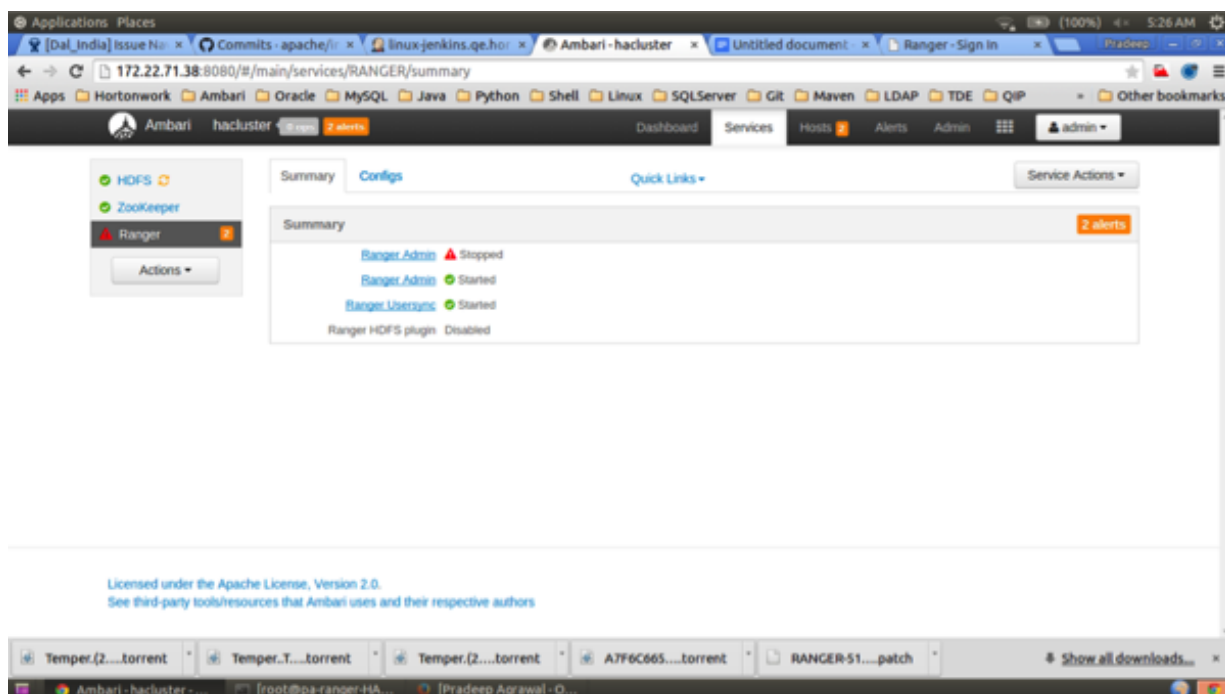 Applications Places (100%) 5:26 AM
[Dal_India] Issue Na × Commits · apache/ir × linux-jenkins.qe.hor × Ambari - hacluster × Untitled document - × Ranger - Sign In × Pradeep
172.22.71.38:8080/#/main/services/RANGER/summary
Apps Hortonwork Ambari Oracle MySQL Java Python Shell Linux SQLServer Git Maven LDAP TDE QIP » Other bookmarks
Ambari hacluster 0 ops 2 alerts Dashboard Services Hosts 2 Alerts Admin admin
HDFS Summary Configs Quick Links Service Actions
ZooKeeper
Ranger 2 Summary 2 alerts
Actions
Ranger Admin Stopped
Ranger Admin Started
Ranger Usersync Started
Ranger HDFS plugin Disabled
Licensed under the Apache License, Version 2.0.
See third-party tools/resources that Ambari uses and their respective authors
Temper.(2....torrent Temper..T....torrent Temper.(2....torrent A7F6C665....torrent RANGER-51....patch Show all downloads... ×
Ambari - hacluster - ... [root@pa-ranger-HA... [Pradeep Agrawal - O...